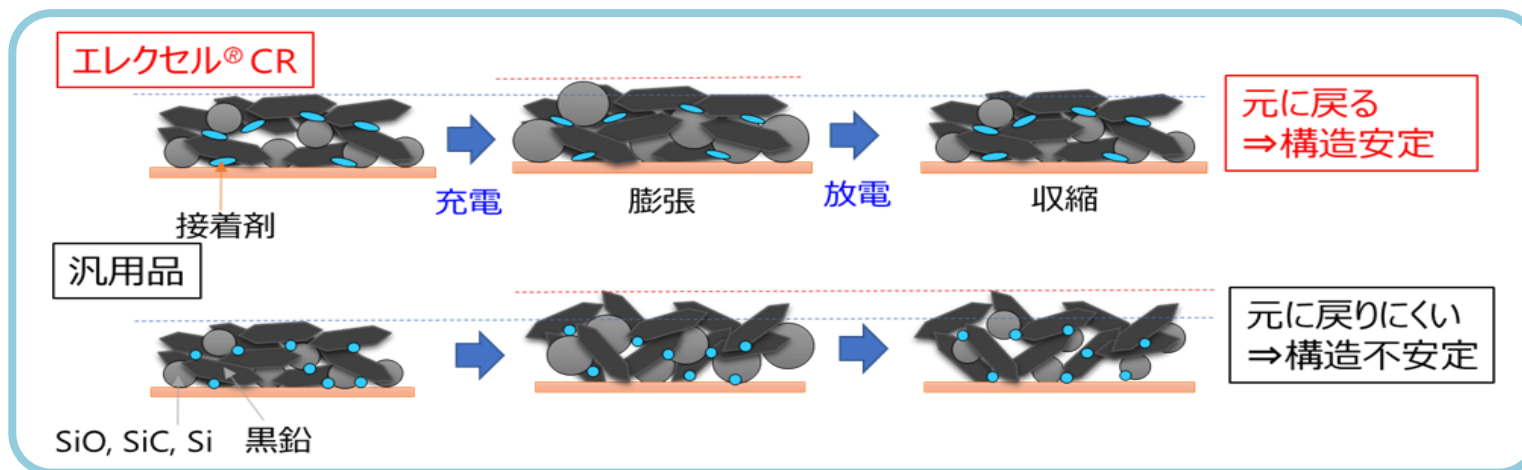 エレクセル® CR
接着剤
充電
膨張
放電
収縮
元に戻る
⇒構造安定
汎用品
SiO, SiC, Si
黒鉛
元に戻りにくい
⇒構造不安定